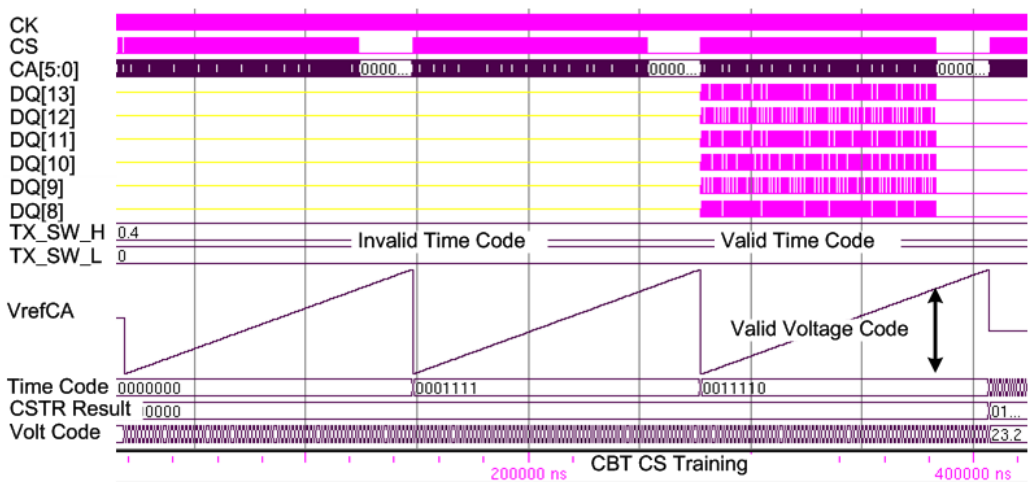 CK
CS
CA[5:0] 0000... 0000... 0000...
DQ[13]
DQ[12]
DQ[11]
DQ[10]
DQ[9]
DQ[8]
TX_SW_H 0.4
Invalid Time Code Valid Time Code
TX_SW_L 0
VrefCA
Valid Voltage Code
Time Code 0000000 0001111 0011110
CSTR Result 0000 01...
Volt Code 23.2
CBT CS Training
200000 ns 400000 ns